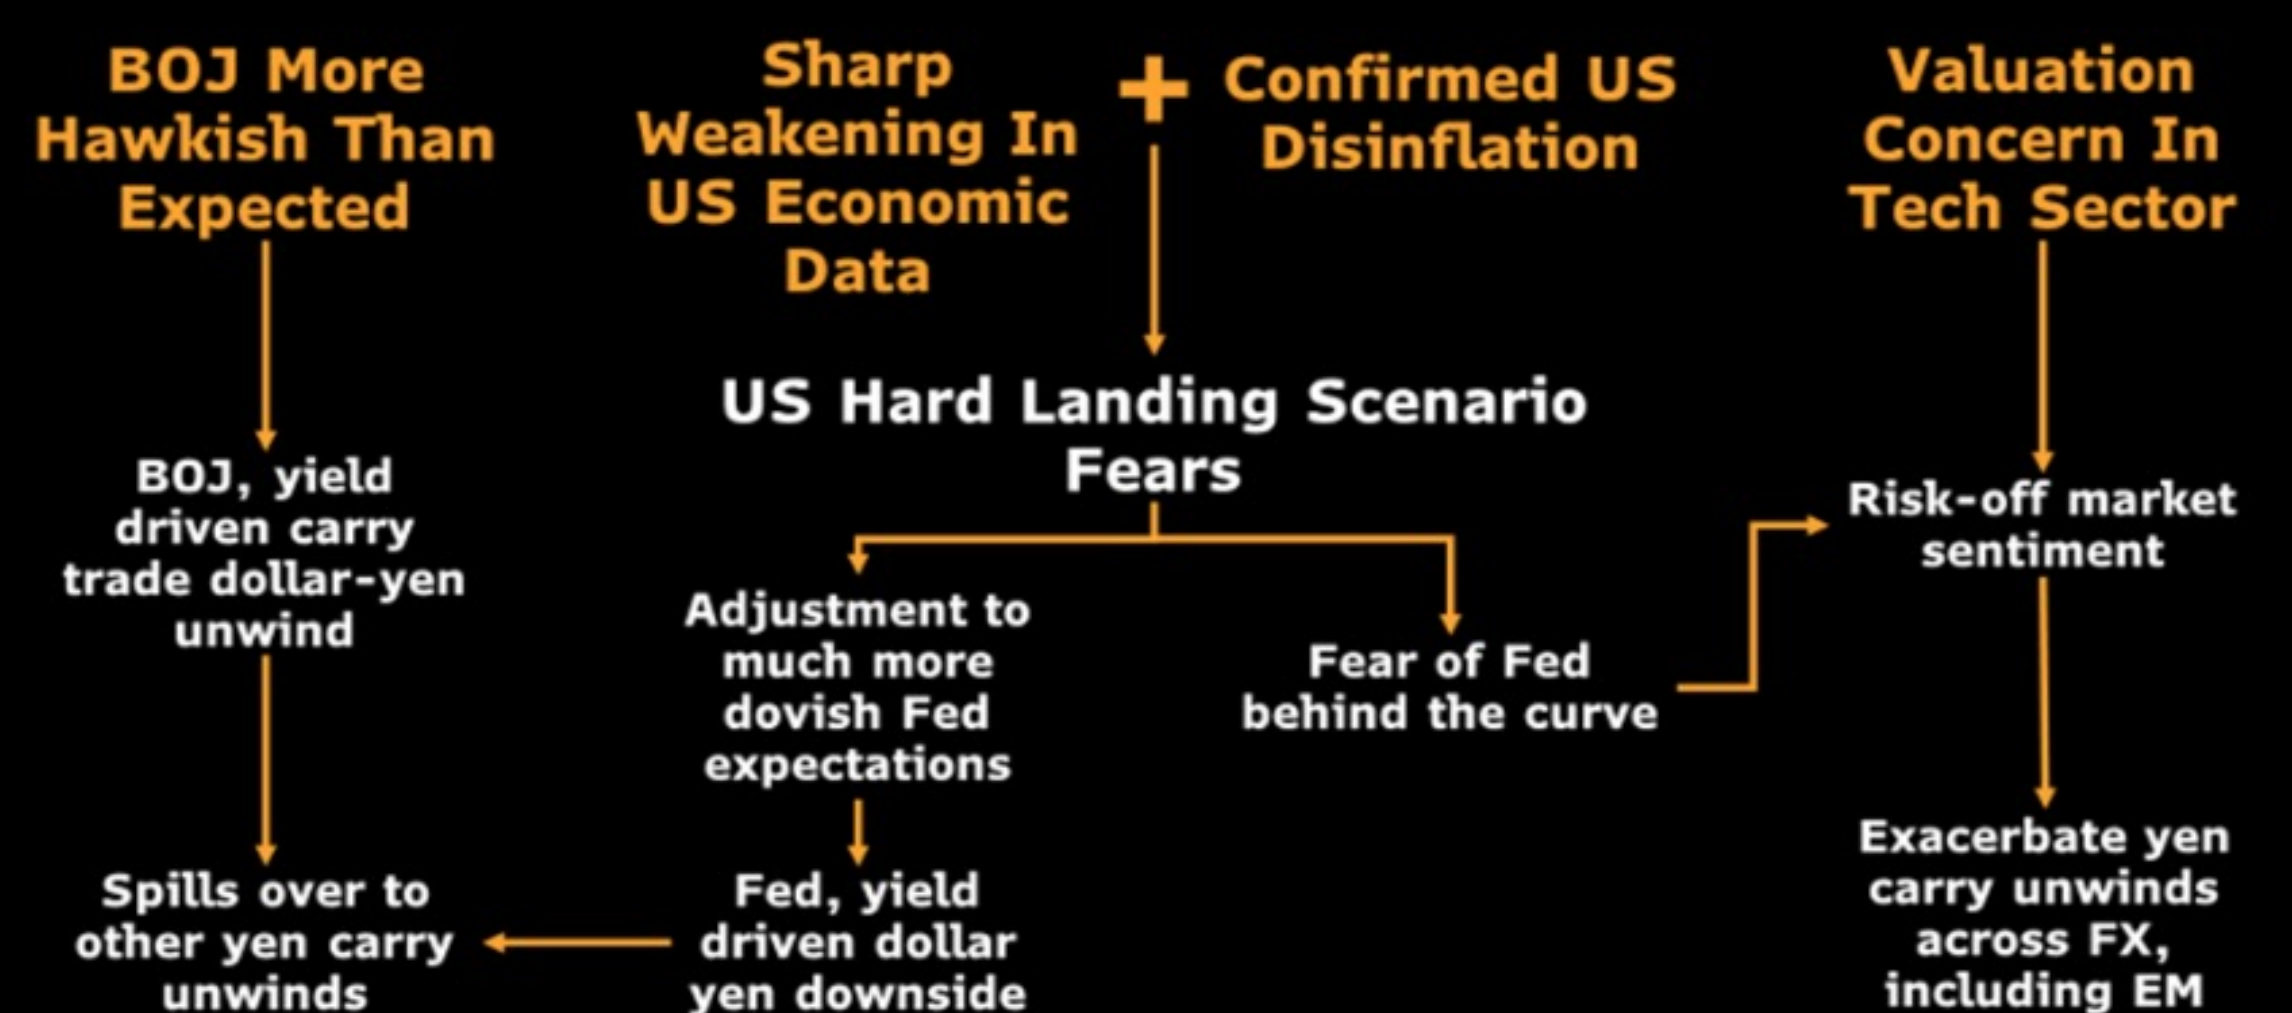 BOJ More
Hawkish Than
Expected
Sharp
Weakening In
US Economic
Data
+
Confirmed US
Disinflation
Valuation
Concern In
Tech Sector
US Hard Landing Scenario
Fears
BOJ, yield
driven carry
trade dollar-yen
unwind
Risk-off market
sentiment
Adjustment to
much more
dovish Fed
expectations
Fear of Fed
behind the curve
Spills over to
other yen carry
unwinds
Fed, yield
driven dollar
yen downside
Exacerbate yen
carry unwinds
across FX,
including EM